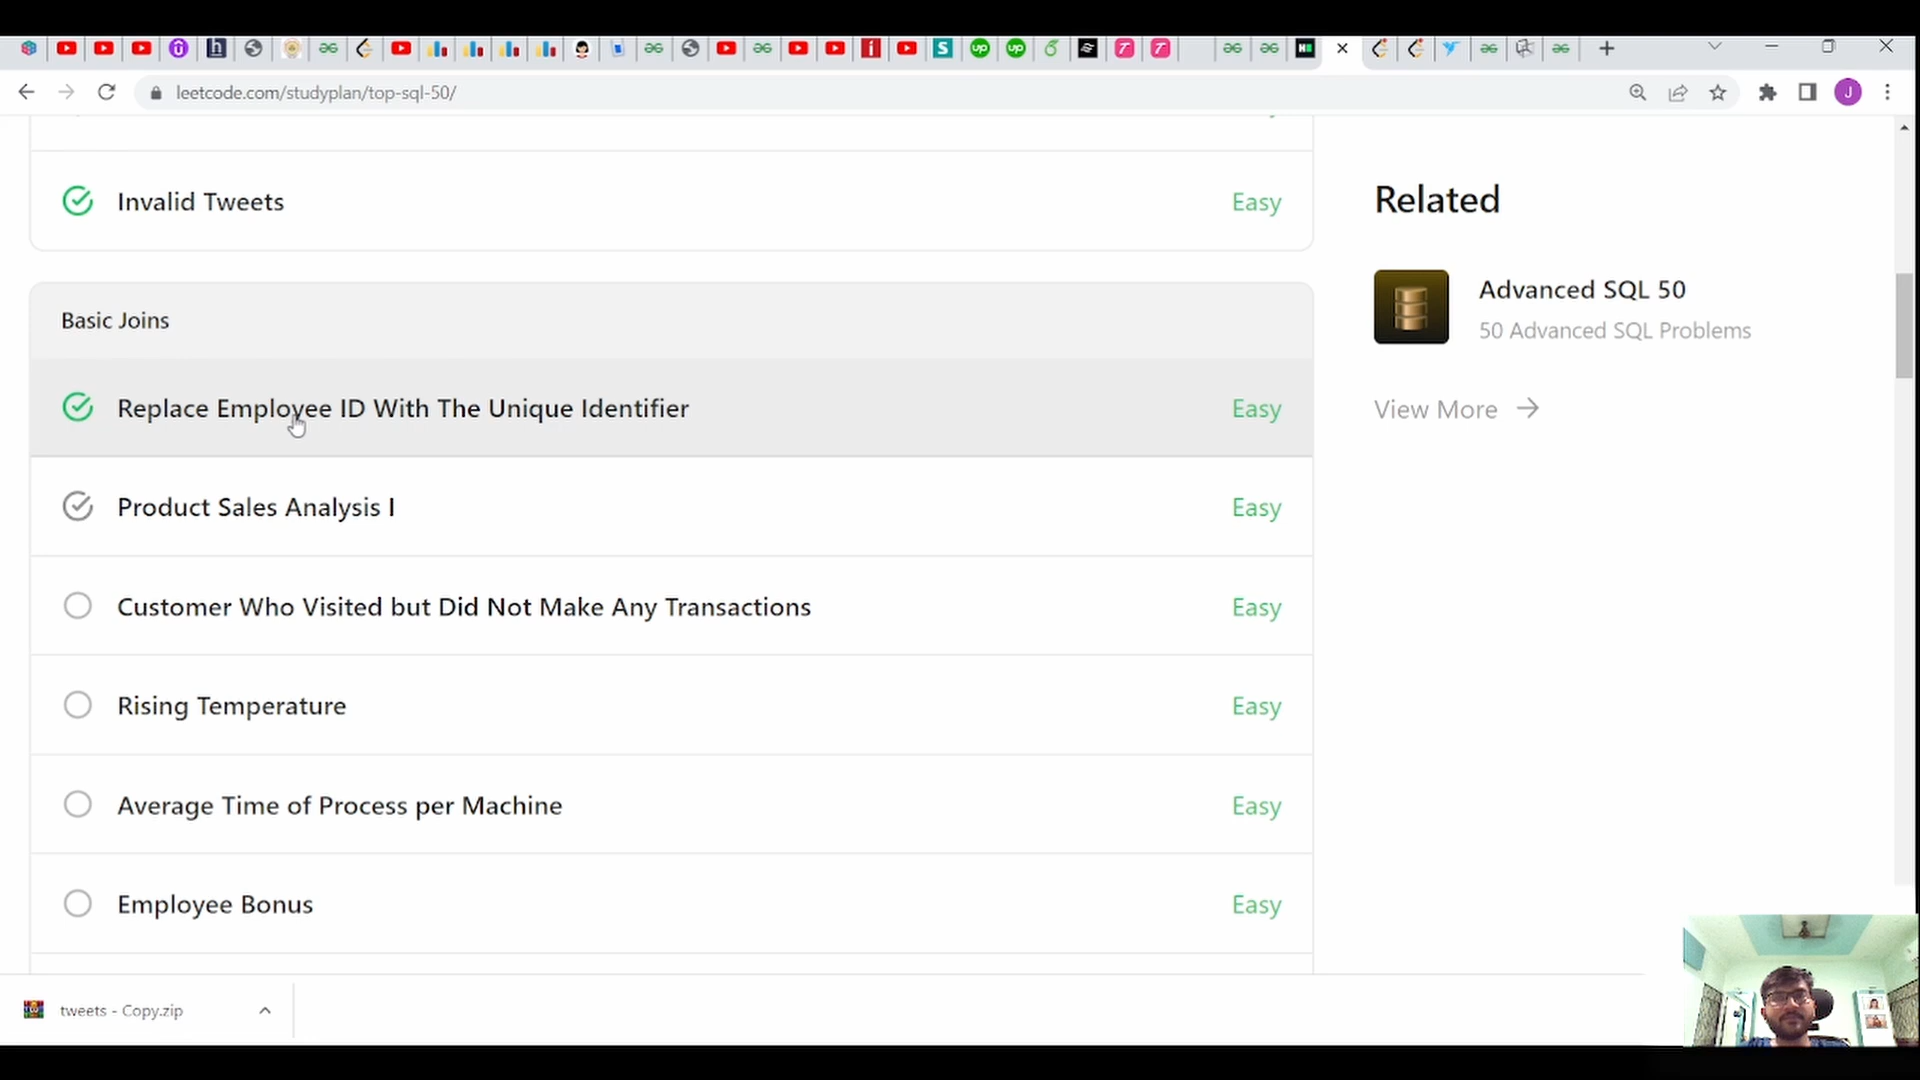 leetcode.com/studyplan/top-sql-50/
J
Invalid Tweets
Easy
Related
Advanced SQL 50
50 Advanced SQL Problems
View More
Basic Joins
Replace Employee ID With The Unique Identifier
Easy
Product Sales Analysis I
Easy
Customer Who Visited but Did Not Make Any Transactions
Easy
Rising Temperature
Easy
Average Time of Process per Machine
Easy
Employee Bonus
Easy
tweets - Copy.zip